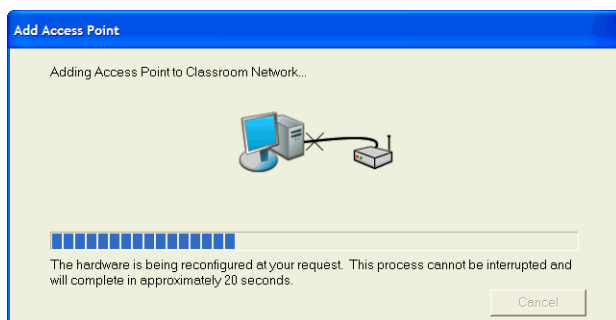 Add Access Point
Adding Access Point to Classroom Network...
The hardware is being reconfigured at your request. This process cannot be interrupted and
will complete in approximately 20 seconds.
Cancel